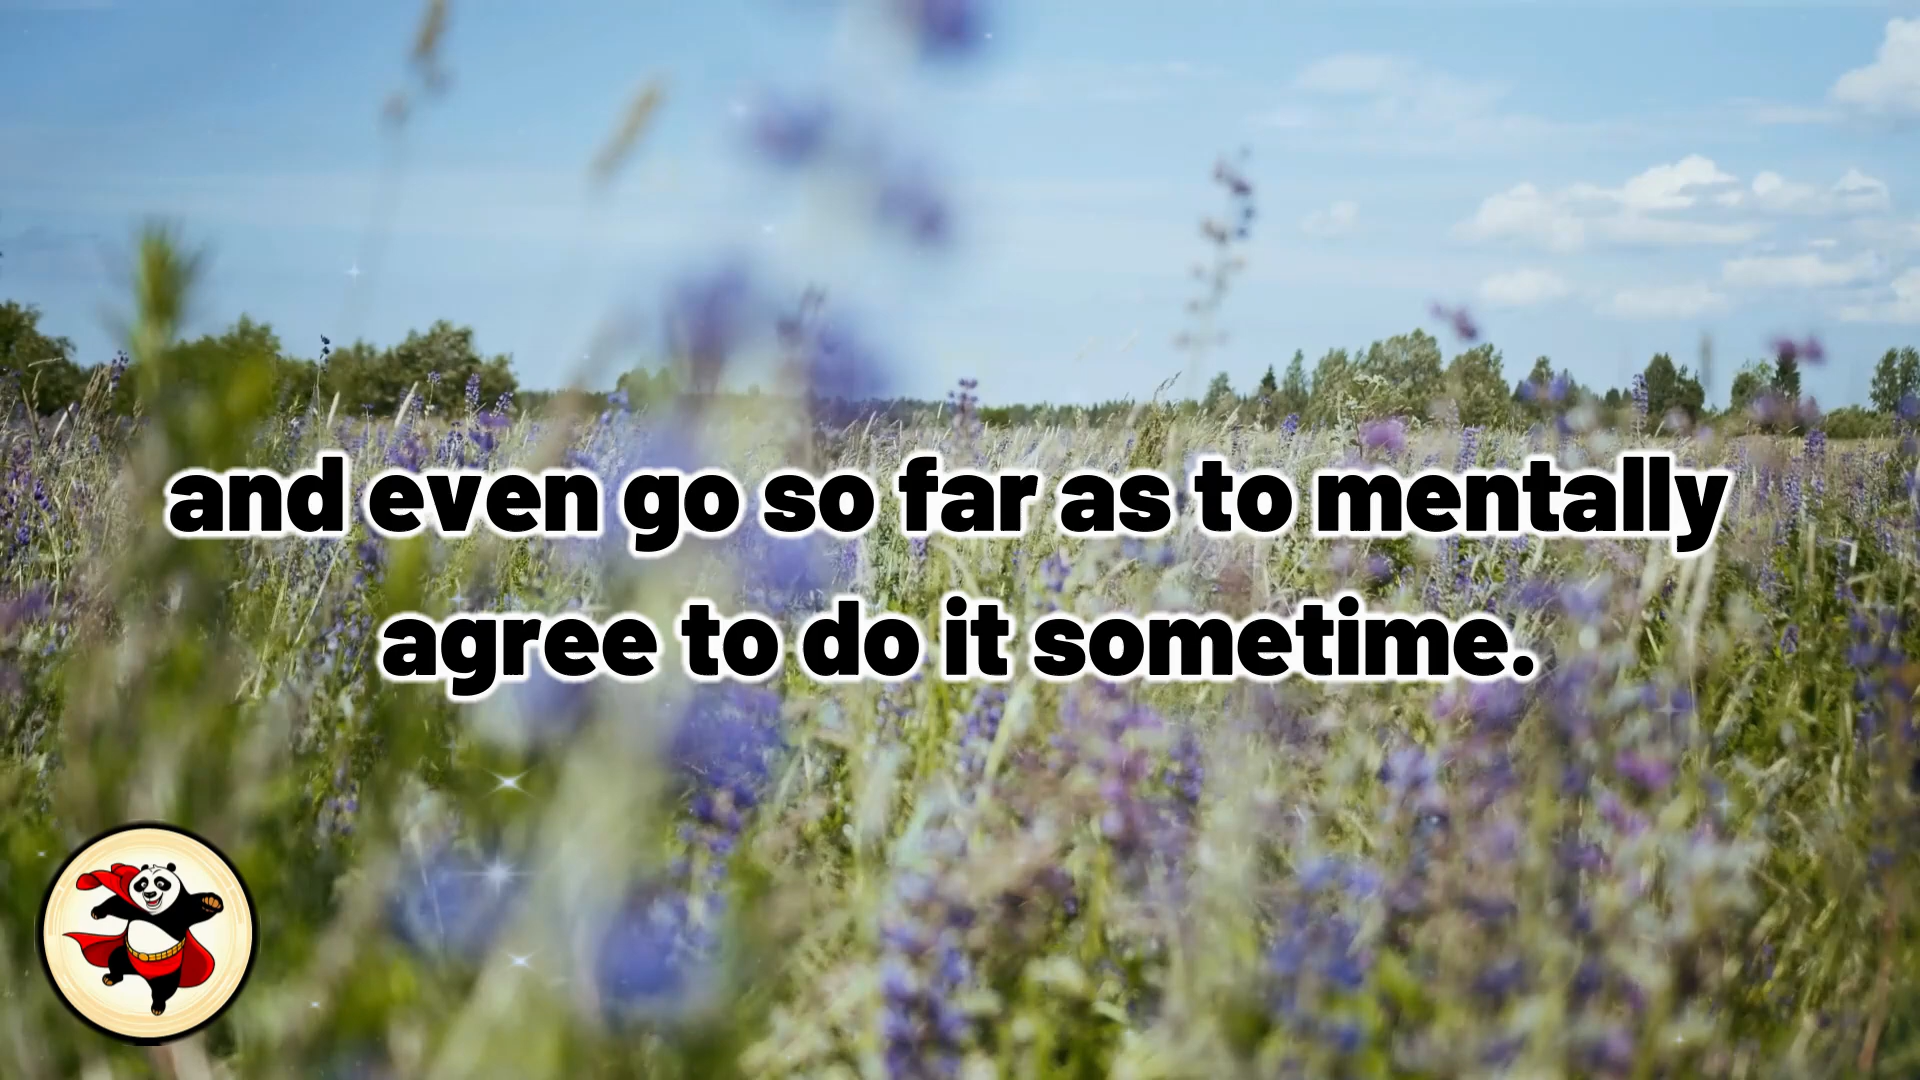 and even go so far as to mentally
agree to do it sometime.